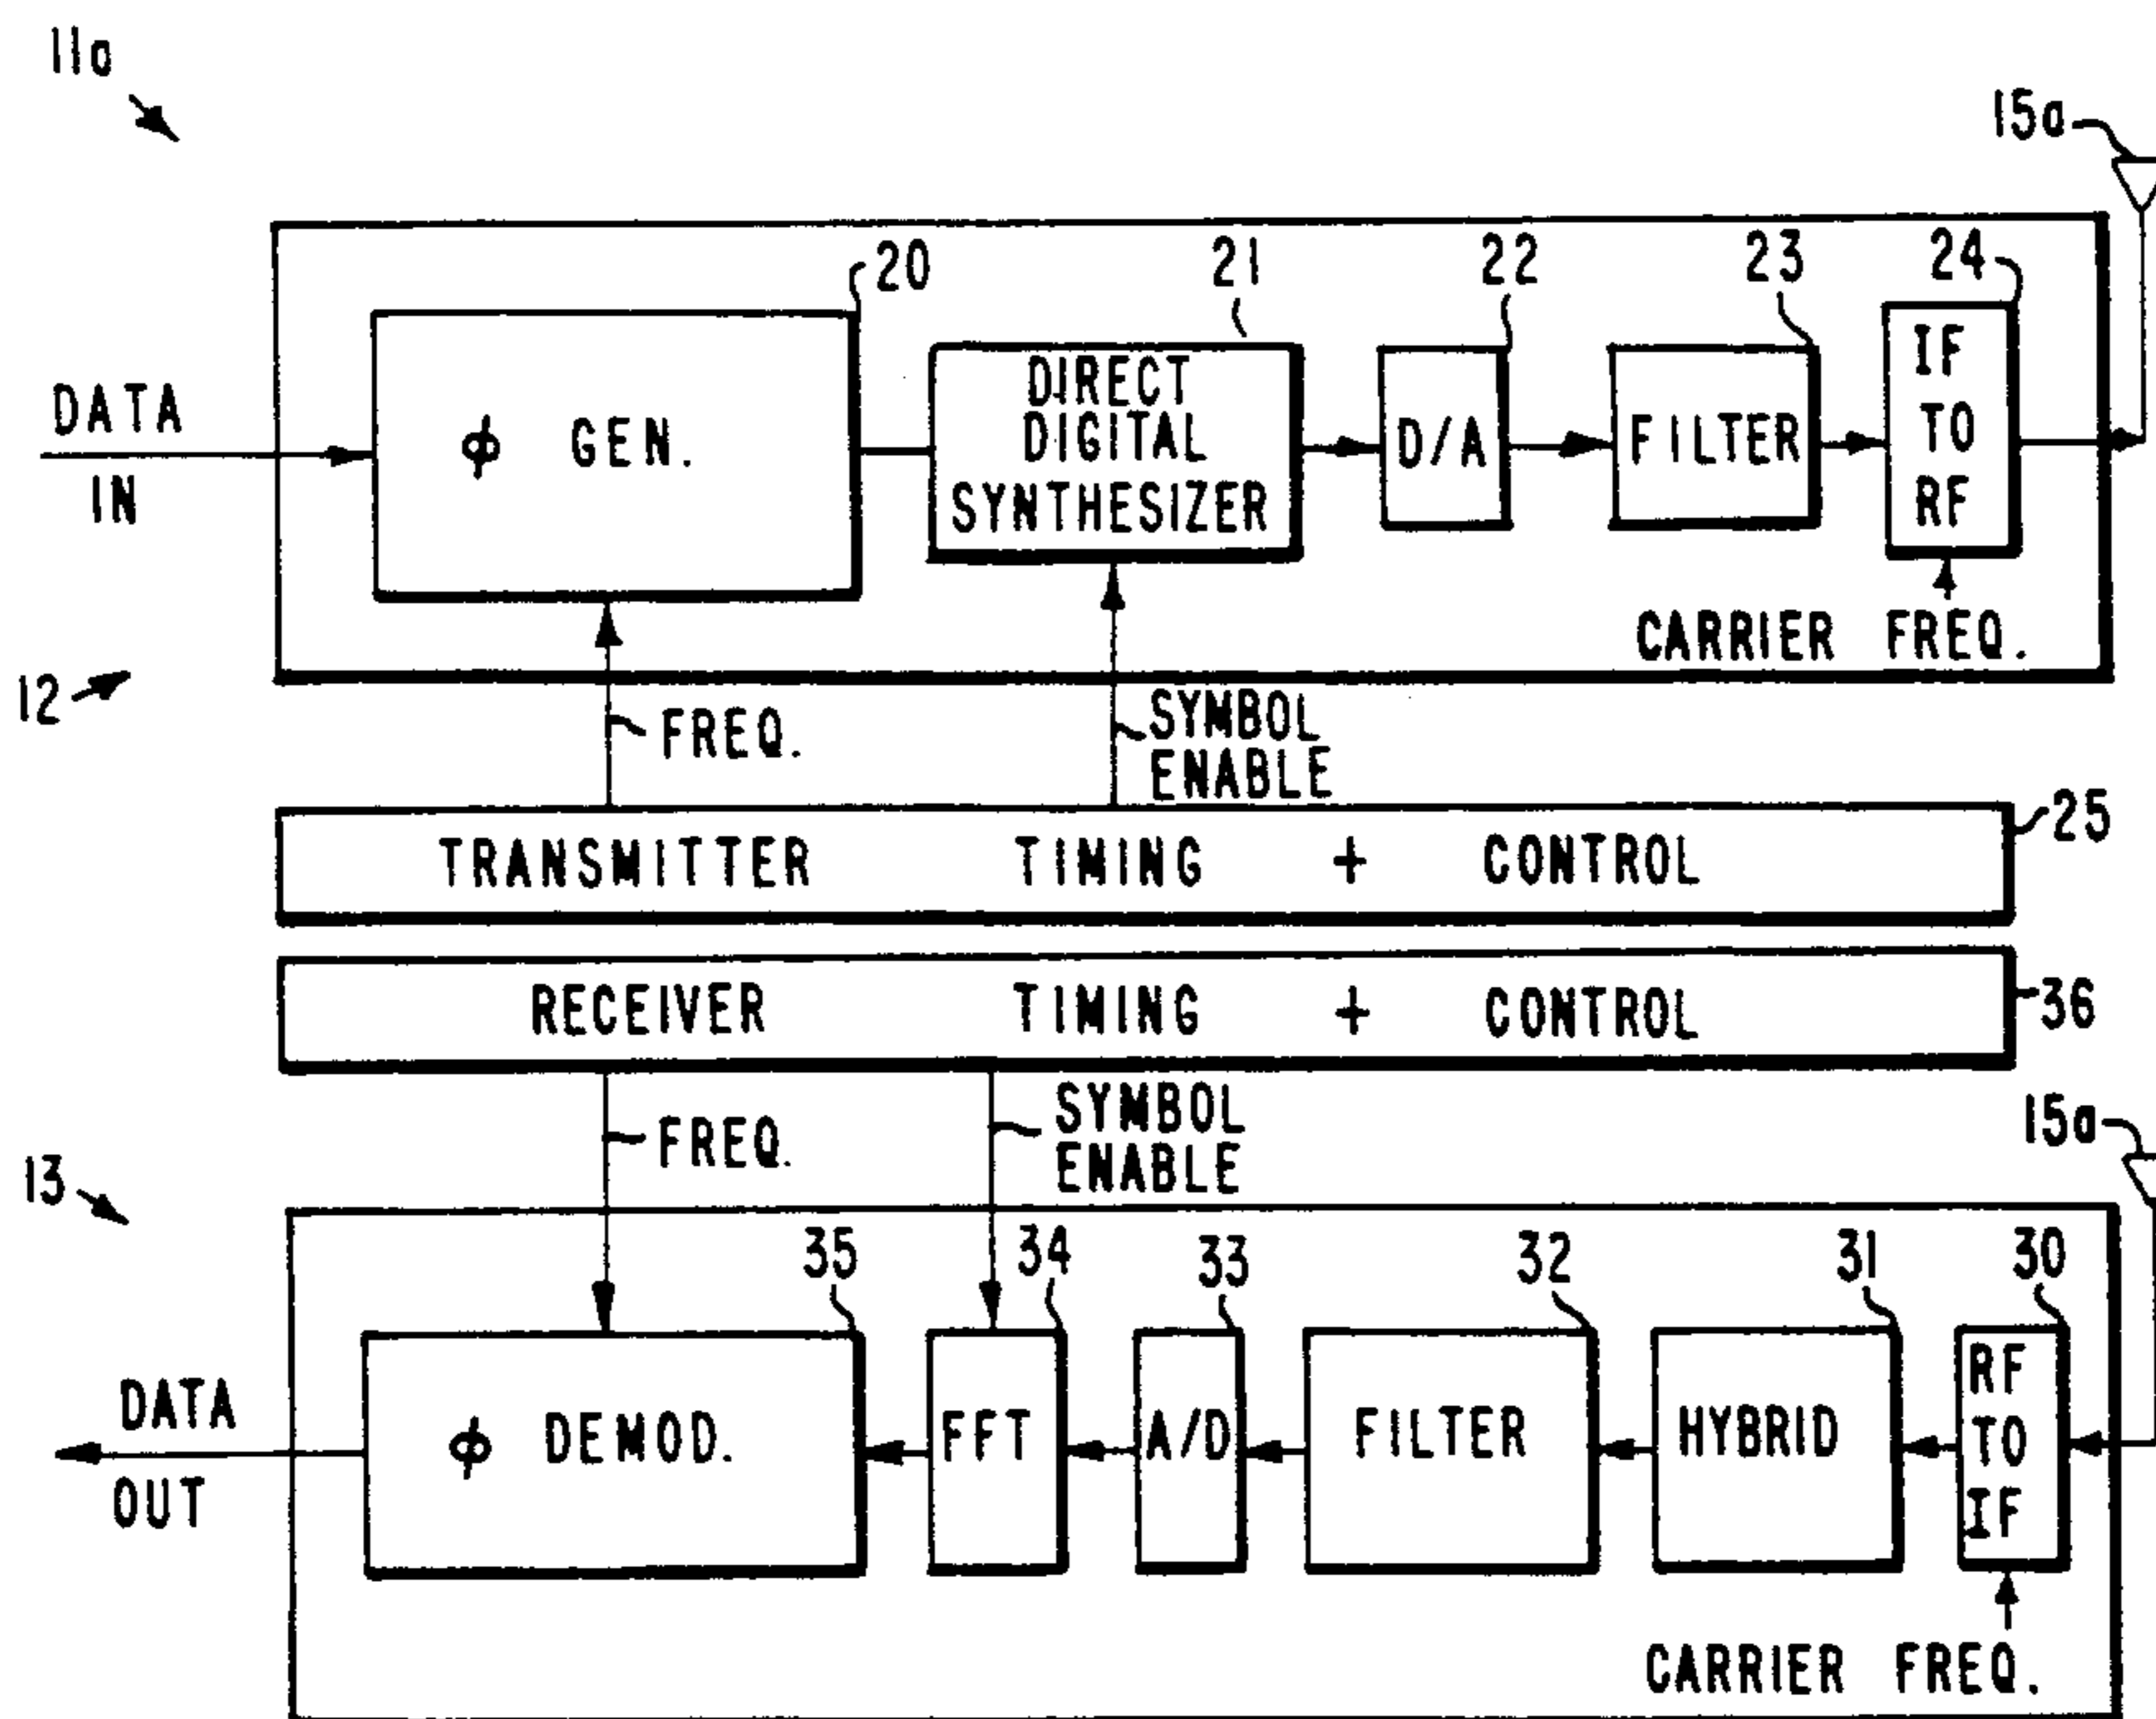 11a
15a
20
21
22
23
24
DATA
IN
ϕ GEN.
DIRECT
DIGITAL
SYNTHESIZER
D/A
FILTER
IF
TO
RF
CARRIER FREQ.
12
FREQ.
SYMBOL
ENABLE
TRANSMITTER TIMING + CONTROL
25
RECEIVER TIMING + CONTROL
36
FREQ.
SYMBOL
ENABLE
15a
13
35
34
33
32
31
30
DATA
OUT
ϕ DEMOD.
FFT
A/D
FILTER
HYBRID
RF
TO
IF
CARRIER FREQ.